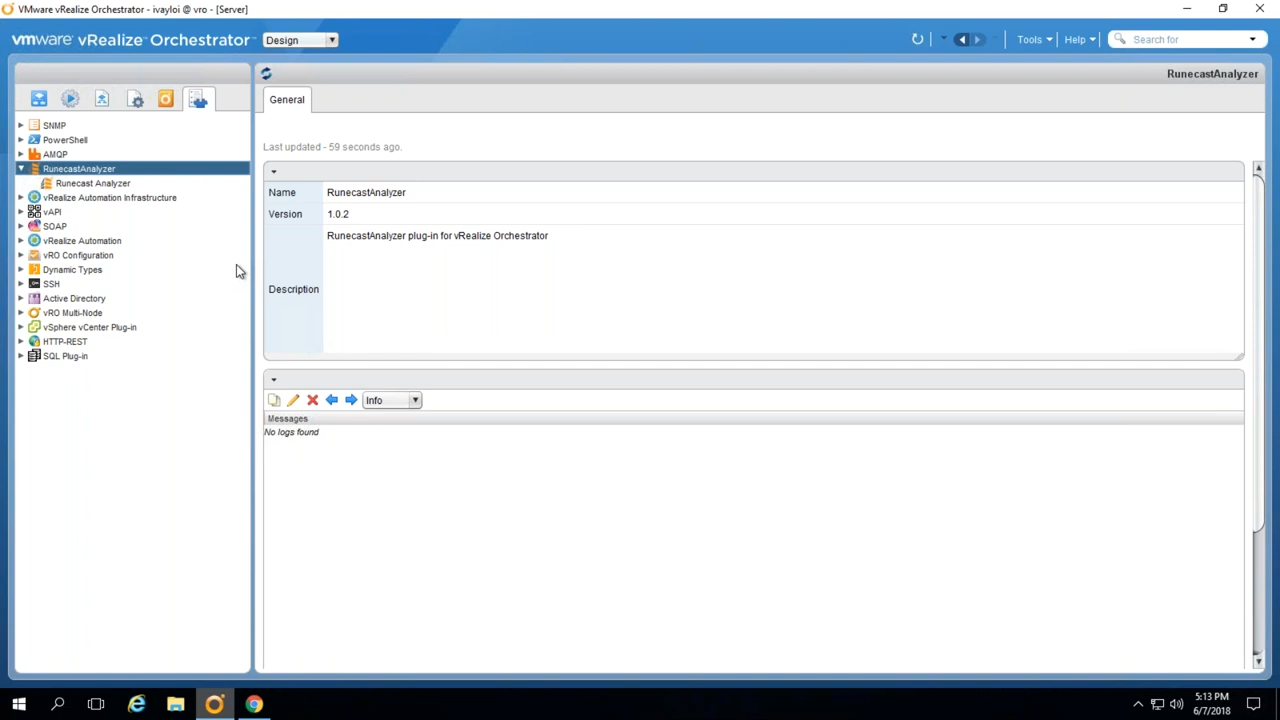 VMware vRealize Orchestrator - ivayloi @ vro - [Server]
vmware vRealize Orchestrator
Design
Tools
Help
Search for
RunecastAnalyzer
General
SNMP
PowerShell
AMQP
RunecastAnalyzer
Runecast Analyzer
vRealize Automation Infrastructure
vAPI
SOAP
vRealize Automation
vRO Configuration
Dynamic Types
SSH
Active Directory
vRO Multi-Node
vSphere vCenter Plug-in
HTTP-REST
SQL Plug-in
Last updated - 59 seconds ago.
Name RunecastAnalyzer
Version 1.0.2
RunecastAnalyzer plug-in for vRealize Orchestrator
Description
Info
Messages
No logs found
5:13 PM
6/7/2018